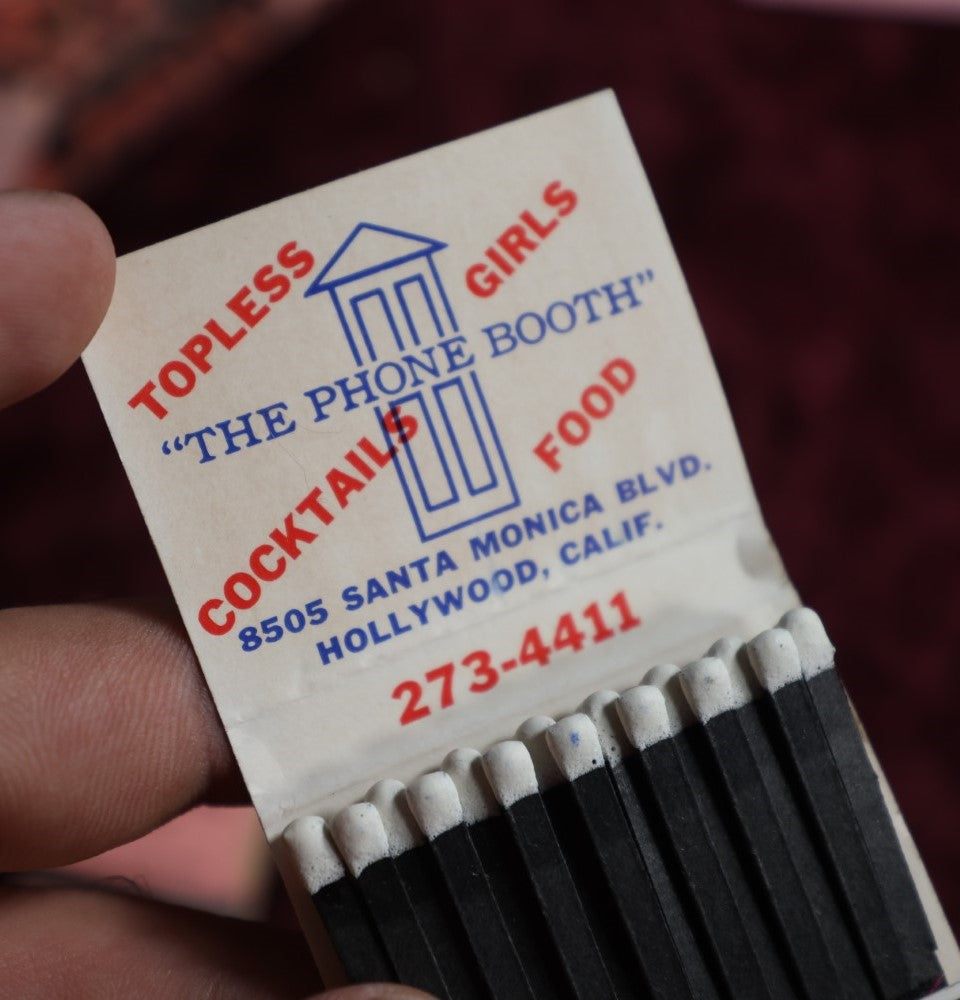 TOPLESS
GIRLS
“THE PHONE BOOTH”
COCKTAILS
FOOD
8505 SANTA MONICA BLVD.
HOLLYWOOD, CALIF.
273-4411